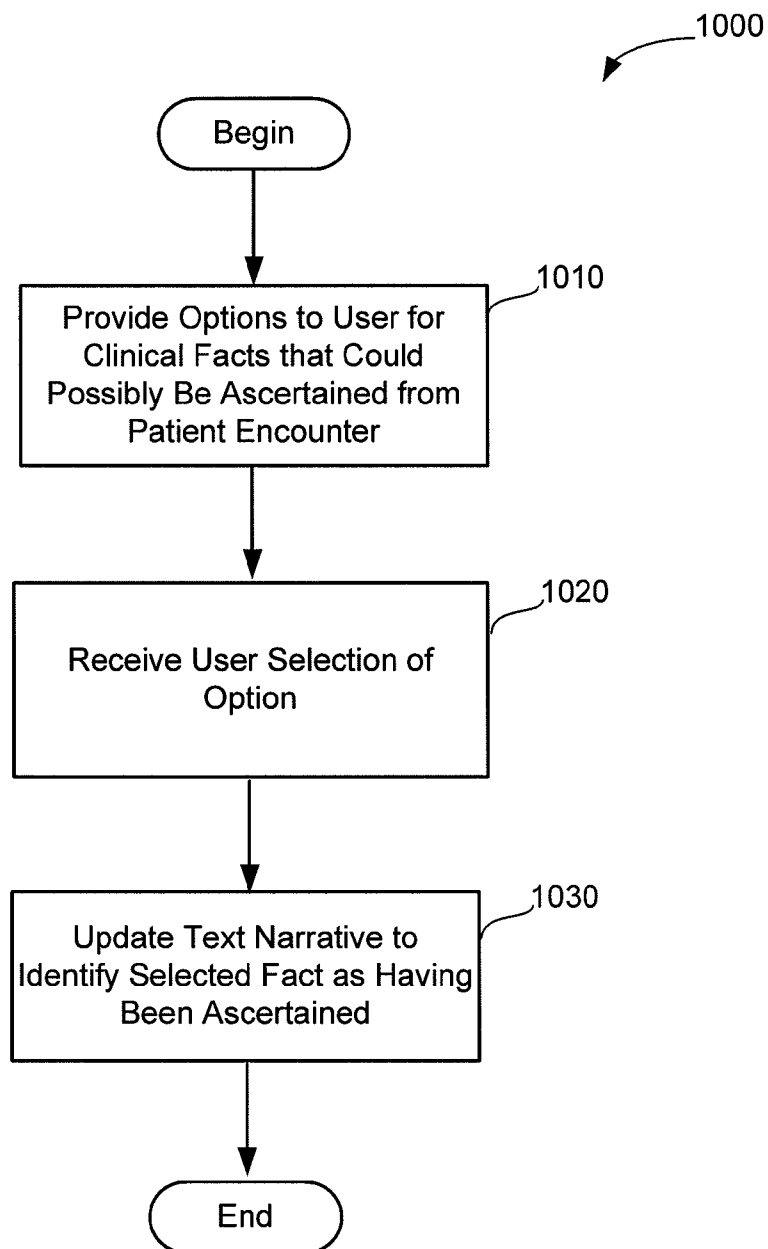 1000
Begin
1010
Provide Options to User for
Clinical Facts that Could
Possibly Be Ascertained from
Patient Encounter
1020
Receive User Selection of
Option
1030
Update Text Narrative to
Identify Selected Fact as Having
Been Ascertained
End